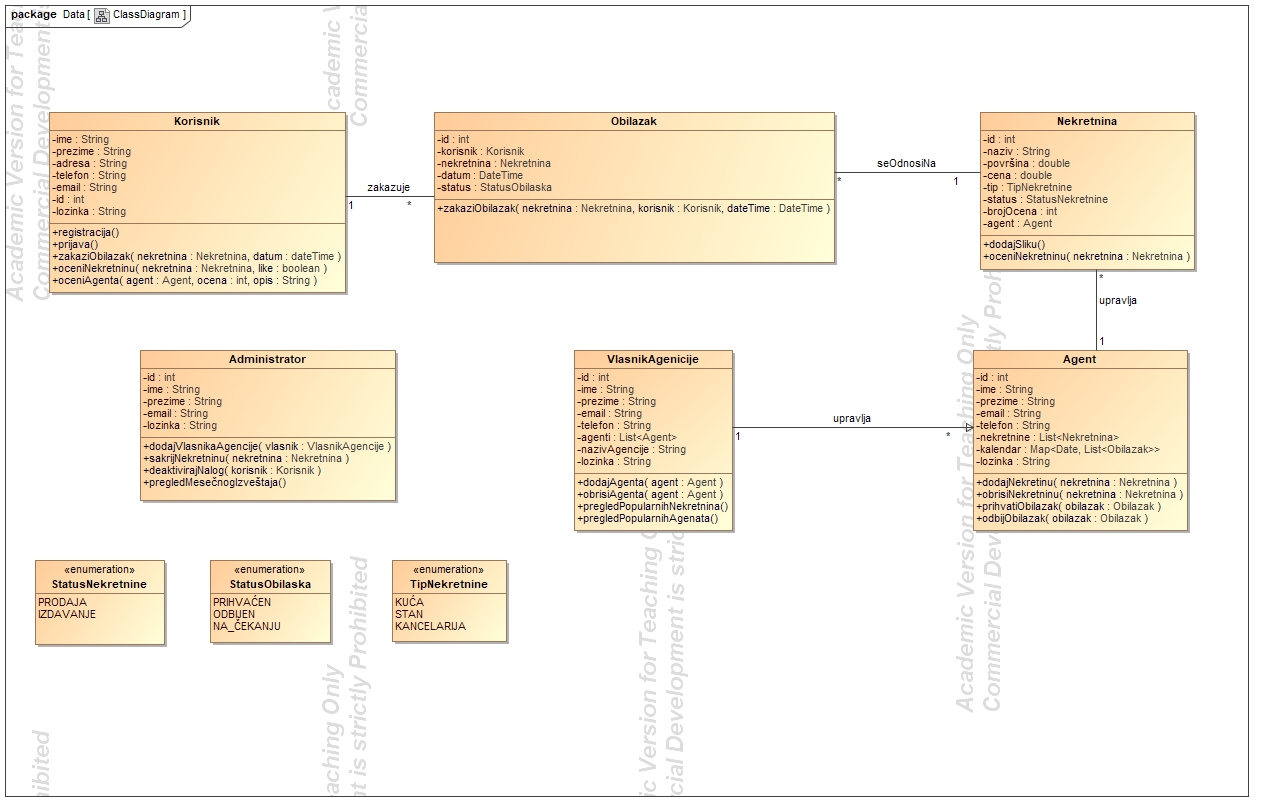 package Data [ ClassDiagram ]
Korisnik
-ime : String
-prezime : String
-adresa : String
-telefon : String
-email : String
-id : int
-lozinka : String
+registracija()
+prijava()
+zakaziObilazak( nekretnina : Nekretnina, datum : dateTime )
+oceniNekretninu( nekretnina : Nekretnina, like : boolean )
+oceniAgenta( agent : Agent, ocena : int, opis : String )
zakazuje
1
*
Obilazak
-id : int
-korisnik : Korisnik
-nekretnina : Nekretnina
-datum : DateTime
-status : StatusObilaska
+zakaziObilazak( nekretnina : Nekretnina, korisnik : Korisnik, dateTime : DateTime )
seOdnosiNa
*
1
Nekretnina
-id : int
-naziv : String
-površina : double
-cena : double
-tip : TipNekretnine
-status : StatusNekretnine
-brojOcena : int
-agent : Agent
+dodajSliku()
+oceniNekretninu( nekretnina : Nekretnina )
*
upravlja
1
Administrator
-id : int
-ime : String
-prezime : String
-email : String
-lozinka : String
+dodajVlasnikaAgencije( vlasnik : VlasnikAgencije )
+sakrijNekretninu( nekretnina : Nekretnina )
+deaktivirajNalog( korisnik : Korisnik )
+pregledMesečnogIzveštaja()
VlasnikAgenicije
-id : int
-ime : String
-prezime : String
-email : String
-telefon : String
-agenti : List<Agent>
-nazivAgencije : String
-lozinka : String
+dodajAgenta( agent : Agent )
+obrisiAgenta( agent : Agent )
+pregledPopularnihNekretnina()
+pregledPopularnihAgenata()
upravlja
1
*
Agent
-id : int
-ime : String
-prezime : String
-email : String
-telefon : String
-nekretnine : List<Nekretnina>
-kalendar : Map<Date, List<Obilazak>>
-lozinka : String
+dodajNekretinu( nekretnina : Nekretnina )
+obrisiNekretninu( nekretnina : Nekretnina )
+prihvatiObilazak( obilazak : Obilazak )
+odbijObilazak( obilazak : Obilazak )
«enumeration»
StatusNekretnine
PRODAJA
IZDAVANJE
«enumeration»
StatusObilaska
PRIHVAĆEN
ODBIJEN
NA_ČEKANJU
«enumeration»
TipNekretnine
KUĆA
STAN
KANCELARIJA
Academic Version for Teaching Only
Commercial Development is strictly Prohibited